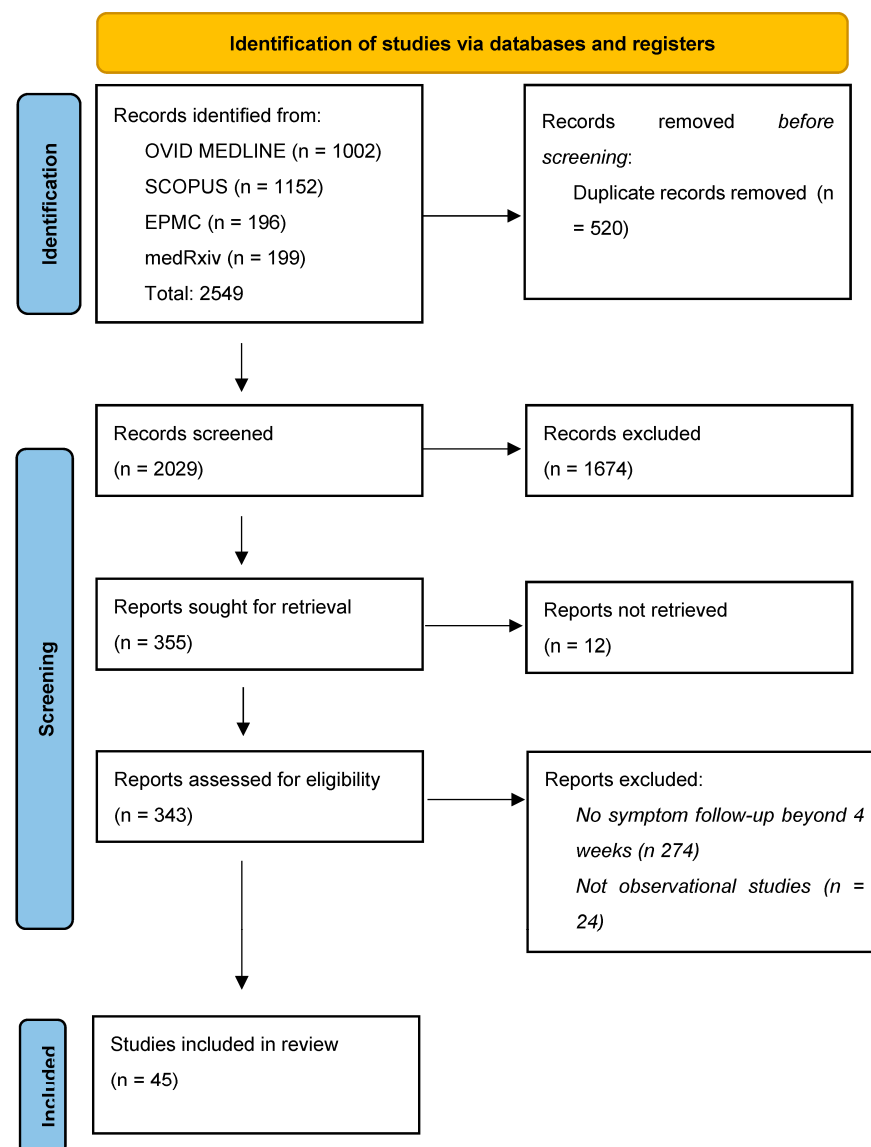 Identification of studies via databases and registers
Identification
Records identified from:
OVID MEDLINE (n = 1002)
SCOPUS (n = 1152)
EPMC (n = 196)
medRxiv (n = 199)
Total: 2549
Records removed before
screening:
Duplicate records removed (n
= 520)
Screening
Records screened
(n = 2029)
Records excluded
(n = 1674)
Reports sought for retrieval
(n = 355)
Reports not retrieved
(n = 12)
Reports assessed for eligibility
(n = 343)
Reports excluded:
No symptom follow-up beyond 4
weeks (n 274)
Not observational studies (n =
24)
Included
Studies included in review
(n = 45)